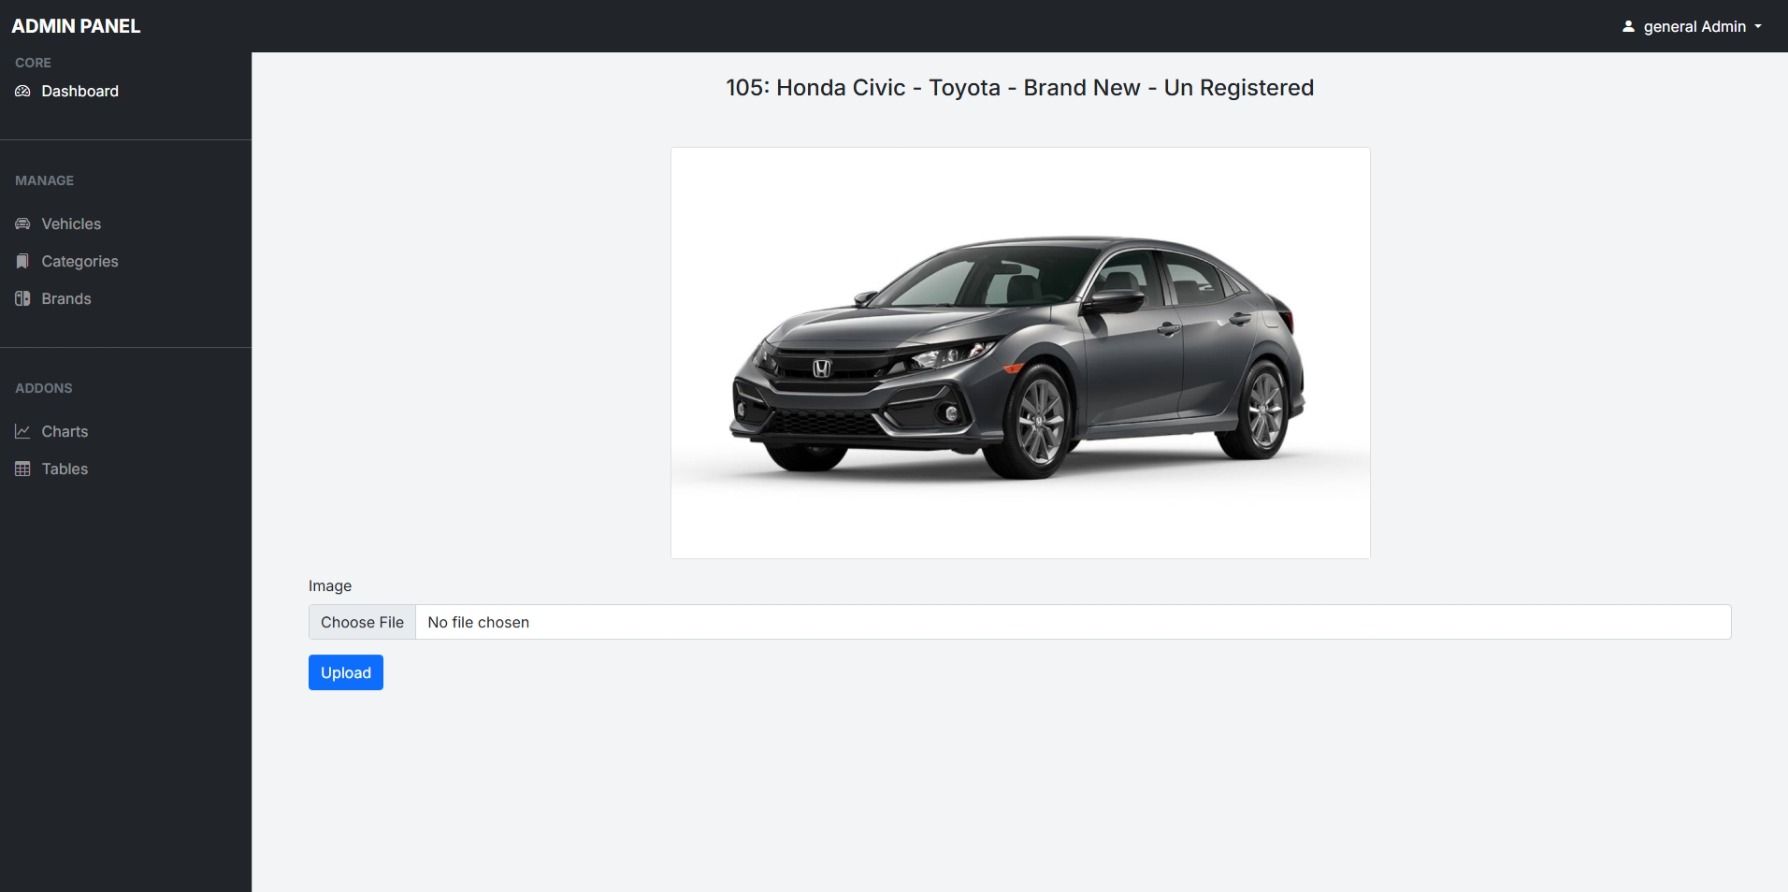 ADMIN PANEL
general Admin
CORE
Dashboard
MANAGE
Vehicles
Categories
Brands
ADDONS
Charts
Tables
105: Honda Civic - Toyota - Brand New - Un Registered
Image
Choose File
No file chosen
Upload